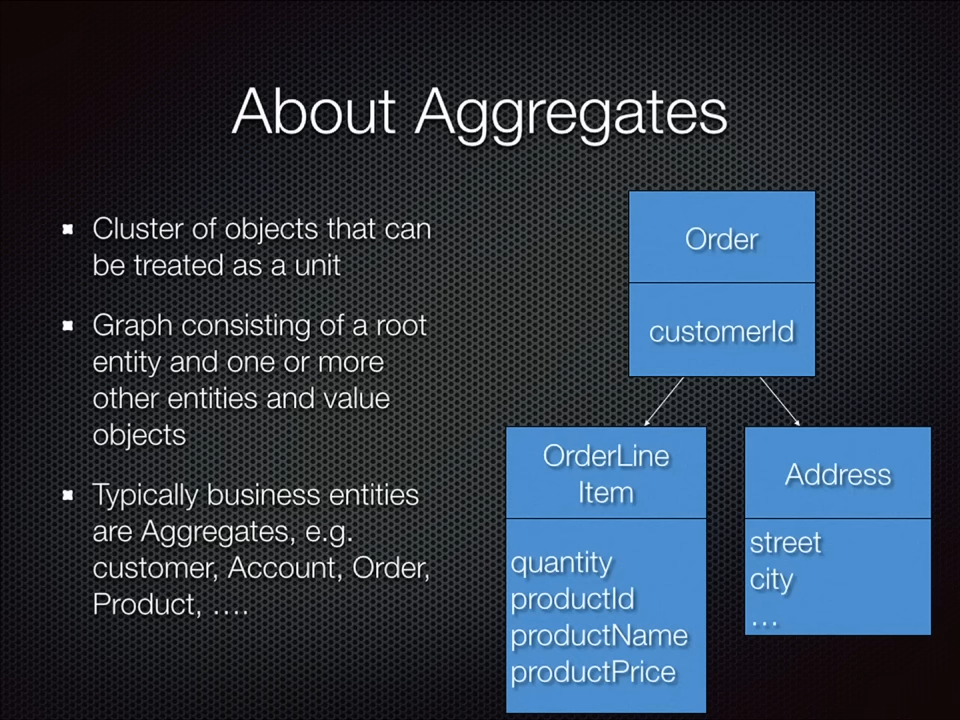 About Aggregates
Cluster of objects that can
be treated as a unit
Graph consisting of a root
entity and one or more
other entities and value
objects
Typically business entities
are Aggregates, e.g.
customer, Account, Order,
Product, ….
Order
customerId
OrderLine
Item
quantity
productId
productName
productPrice
Address
street
city
…